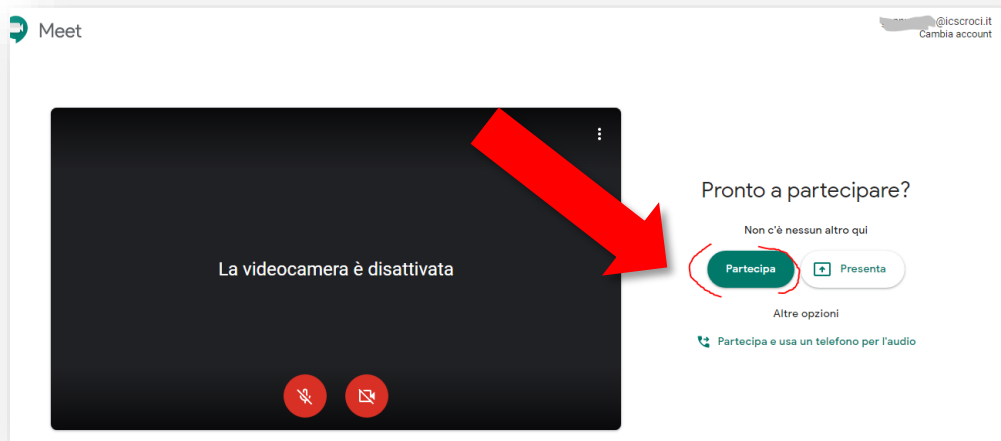 Meet
@icscroci.it
Cambia account
La videocamera è disattivata
Pronto a partecipare?
Non c'è nessun altro qui
Partecipa
Presenta
Altre opzioni
Partecipa e usa un telefono per l'audio